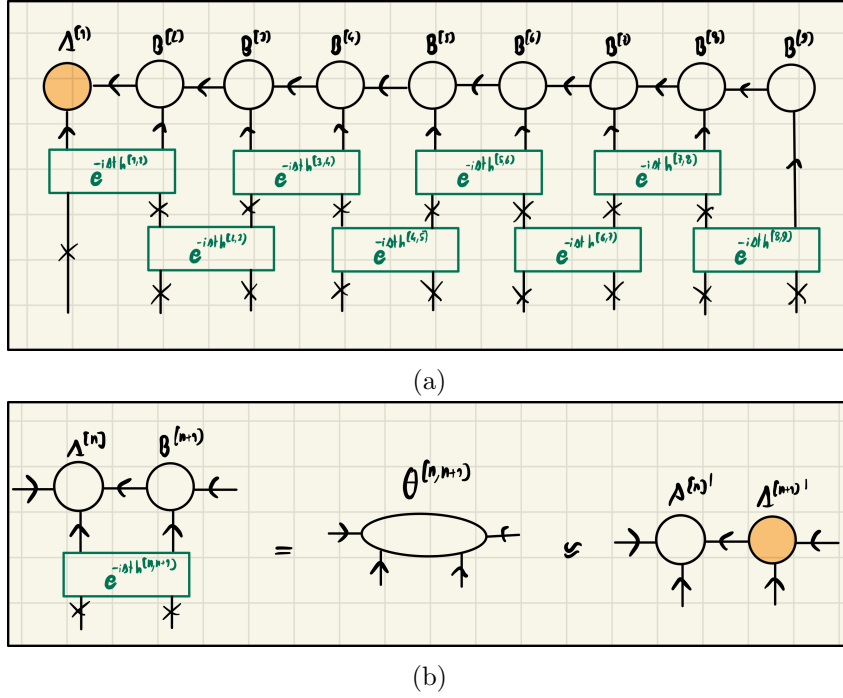 Λ[1] B[2] B[3] B[4] B[5] B[6] B[7] B[8] B[9]
e^-iδt h[1,2] e^-iδt h[3,4] e^-iδt h[5,6] e^-iδt h[7,8]
e^-iδt h[2,3] e^-iδt h[4,5] e^-iδt h[6,7] e^-iδt h[8,9]
(a)
Λ[n] B[n+1] θ[n,n+1] A[n]' Λ[n+1]'
= ≈
e^-iδt h[n,n+1]
(b)